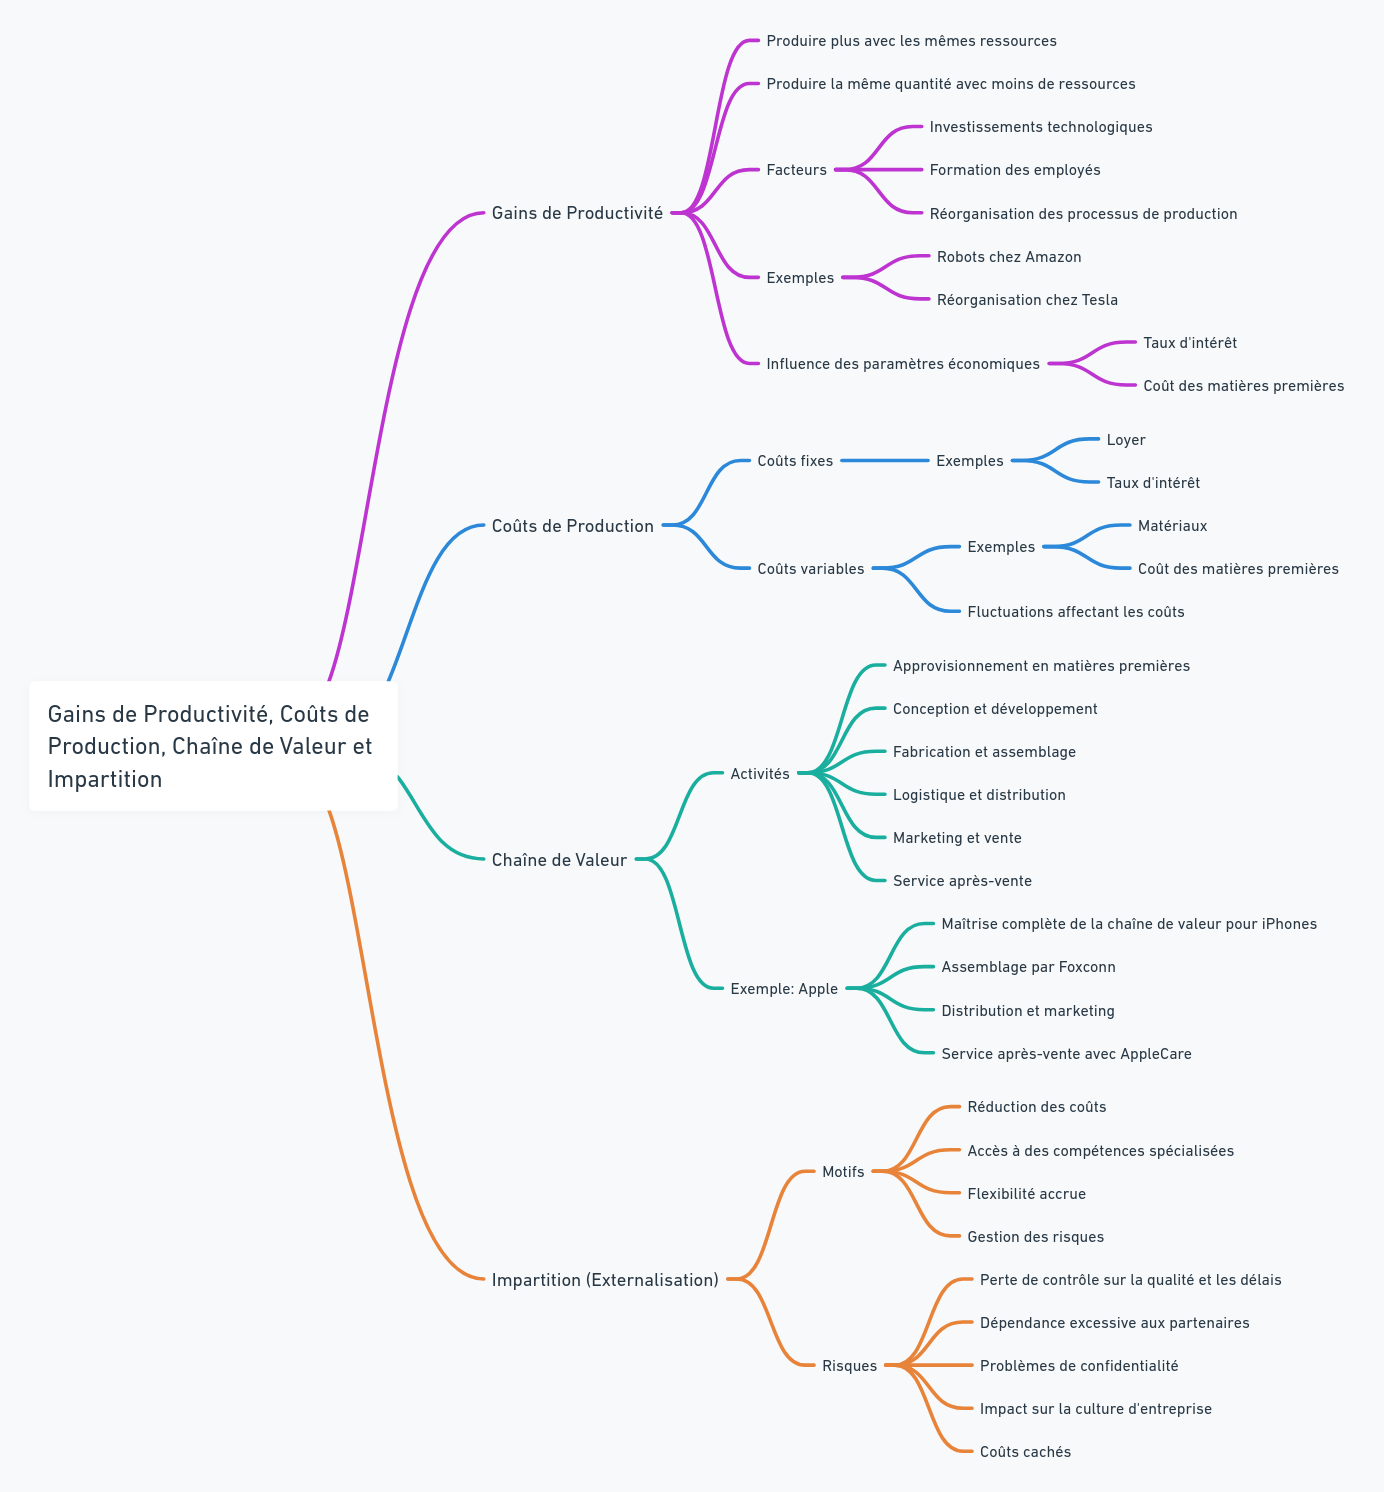 Gains de Productivité, Coûts de
Production, Chaîne de Valeur et
Impartition
Gains de Productivité
Produire plus avec les mêmes ressources
Produire la même quantité avec moins de ressources
Facteurs
Investissements technologiques
Formation des employés
Réorganisation des processus de production
Exemples
Robots chez Amazon
Réorganisation chez Tesla
Influence des paramètres économiques
Taux d'intérêt
Coût des matières premières
Coûts de Production
Coûts fixes
Exemples
Loyer
Taux d'intérêt
Coûts variables
Exemples
Matériaux
Coût des matières premières
Fluctuations affectant les coûts
Chaîne de Valeur
Activités
Approvisionnement en matières premières
Conception et développement
Fabrication et assemblage
Logistique et distribution
Marketing et vente
Service après-vente
Exemple: Apple
Maîtrise complète de la chaîne de valeur pour iPhones
Assemblage par Foxconn
Distribution et marketing
Service après-vente avec AppleCare
Impartition (Externalisation)
Motifs
Réduction des coûts
Accès à des compétences spécialisées
Flexibilité accrue
Gestion des risques
Risques
Perte de contrôle sur la qualité et les délais
Dépendance excessive aux partenaires
Problèmes de confidentialité
Impact sur la culture d'entreprise
Coûts cachés